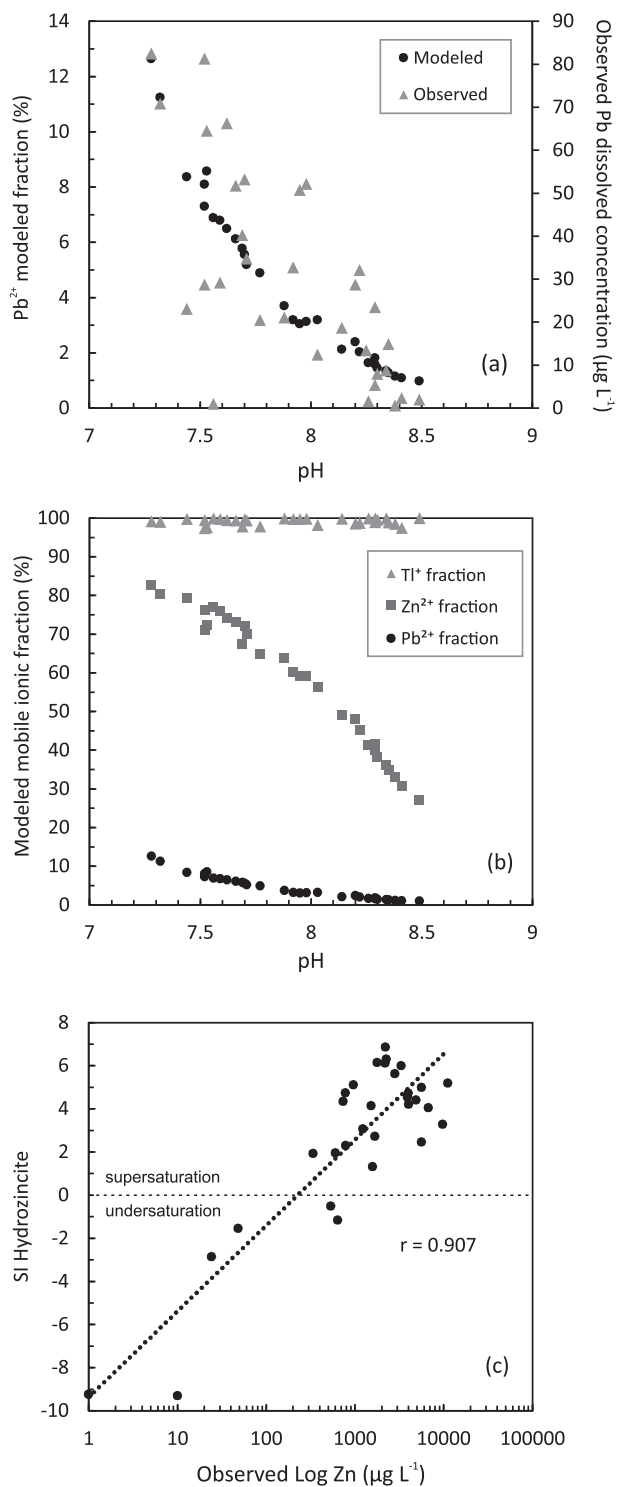 14
12
10
8
6
4
2
0
Pb²⁺ modeled fraction (%)
90
80
70
60
50
40
30
20
10
0
Observed Pb dissolved concentration (µg L⁻¹)
Modeled
Observed
(a)
7 7.5 8 8.5 9
pH
100
90
80
70
60
50
40
30
20
10
0
Modeled mobile ionic fraction (%)
Tl⁺ fraction
Zn²⁺ fraction
Pb²⁺ fraction
(b)
7 7.5 8 8.5 9
pH
8
6
4
2
0
-2
-4
-6
-8
-10
SI Hydrozincite
supersaturation
undersaturation
r = 0.907
(c)
1 10 100 1000 10000 100000
Observed Log Zn (µg L⁻¹)